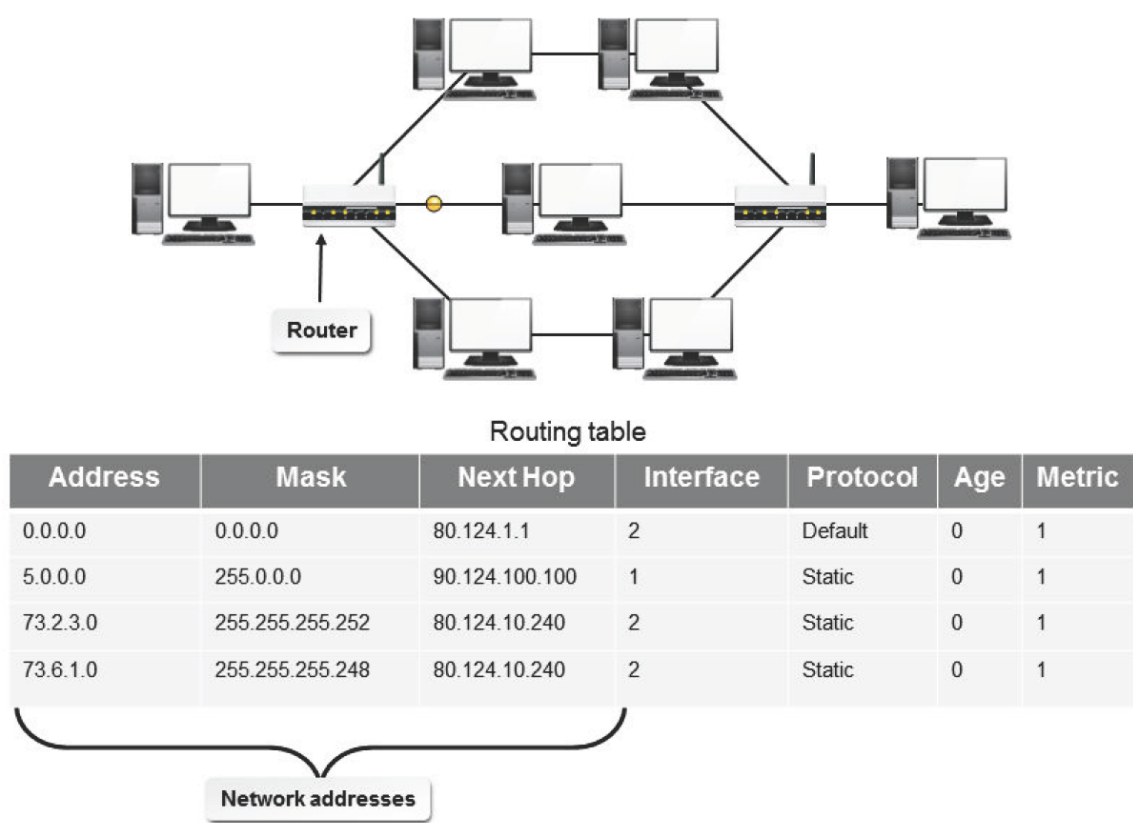 Router
Routing table
Address Mask Next Hop Interface Protocol Age Metric
0.0.0.0 0.0.0.0 80.124.1.1 2 Default 0 1
5.0.0.0 255.0.0.0 90.124.100.100 1 Static 0 1
73.2.3.0 255.255.255.252 80.124.10.240 2 Static 0 1
73.6.1.0 255.255.255.248 80.124.10.240 2 Static 0 1
Network addresses